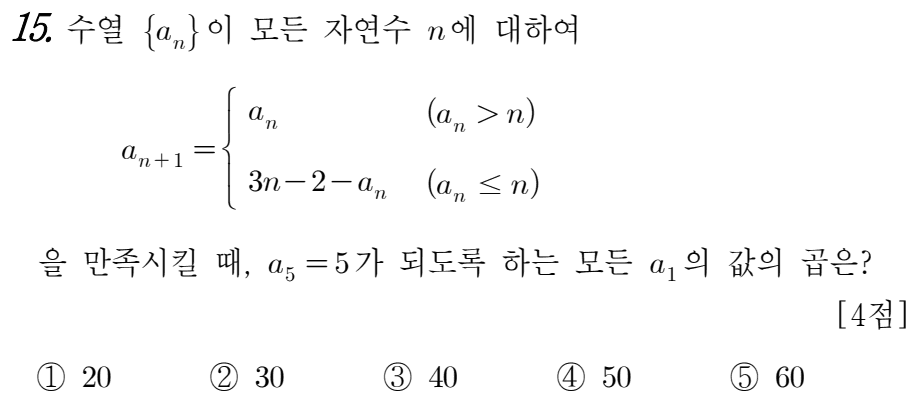 15. 수열 {aₙ}이 모든 자연수 n에 대하여
aₙ₊₁ = { aₙ (aₙ > n)
3n-2-aₙ (aₙ ≤ n)
을 만족시킬 때, a₅=5가 되도록 하는 모든 a₁의 값의 곱은?
[4점]
① 20 ② 30 ③ 40 ④ 50 ⑤ 60